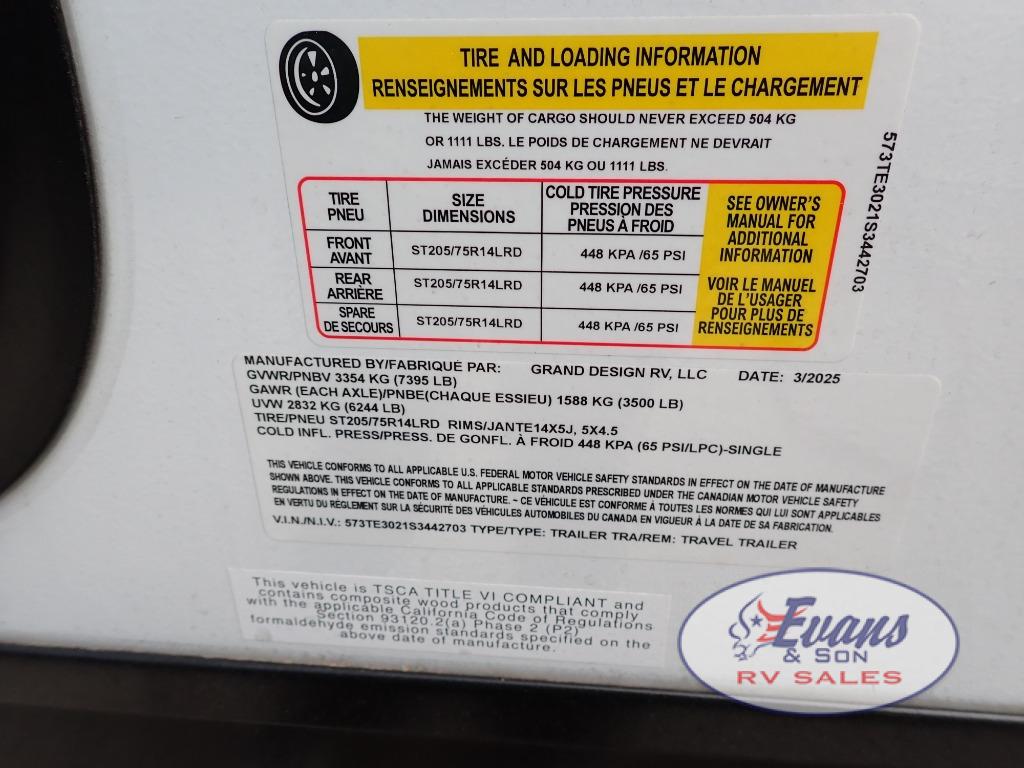 TIRE AND LOADING INFORMATION
RENSEIGNEMENTS SUR LES PNEUS ET LE CHARGEMENT
THE WEIGHT OF CARGO SHOULD NEVER EXCEED 504 KG
OR 1111 LBS. LE POIDS DE CHARGEMENT NE DEVRAIT
JAMAIS EXCÉDER 504 KG OU 1111 LBS.
TIRE
PNEU
SIZE
DIMENSIONS
COLD TIRE PRESSURE
PRESSION DES
PNEUS À FROID
FRONT
AVANT
ST205/75R14LRD
448 KPA /65 PSI
REAR
ARRIÈRE
ST205/75R14LRD
448 KPA /65 PSI
SPARE
DE SECOURS
ST205/75R14LRD
448 KPA /65 PSI
SEE OWNER'S
MANUAL FOR
ADDITIONAL
INFORMATION
VOIR LE MANUEL
DE L'USAGER
POUR PLUS DE
RENSEIGNEMENTS
573TE3021S3442703
MANUFACTURED BY/FABRIQUÉ PAR: GRAND DESIGN RV, LLC DATE: 3/2025
GVWR/PNBV 3354 KG (7395 LB)
GAWR (EACH AXLE)/PNBE(CHAQUE ESSIEU) 1588 KG (3500 LB)
UVW 2832 KG (6244 LB)
TIRE/PNEU ST205/75R14LRD RIMS/JANTE14X5J, 5X4.5
COLD INFL. PRESS/PRESS. DE GONFL. À FROID 448 KPA (65 PSI/LPC)-SINGLE
THIS VEHICLE CONFORMS TO ALL APPLICABLE U.S. FEDERAL MOTOR VEHICLE SAFETY STANDARDS IN EFFECT ON THE DATE OF MANUFACTURE
SHOWN ABOVE. THIS VEHICLE CONFORMS TO ALL APPLICABLE STANDARDS PRESCRIBED UNDER THE CANADIAN MOTOR VEHICLE SAFETY
REGULATIONS IN EFFECT ON THE DATE OF MANUFACTURE. - CE VÉHICULE EST CONFORME À TOUTES LES NORMES QUI LUI SONT APPLICABLES
EN VERTU DU RÈGLEMENT SUR LA SÉCURITÉ DES VÉHICULES AUTOMOBILES DU CANADA EN VIGUEUR À LA DATE DE SA FABRICATION.
V.I.N./N.I.V.: 573TE3021S3442703 TYPE/TYPE: TRAILER TRA/REM: TRAVEL TRAILER
This vehicle is TSCA TITLE VI COMPLIANT and
contains composite wood products that comply
with the applicable California Code of Regulations
Section 93120.2(a) Phase 2 (P2)
formaldehyde emission standards specified on the
above date of manufacture.
Evans
& SON
RV SALES